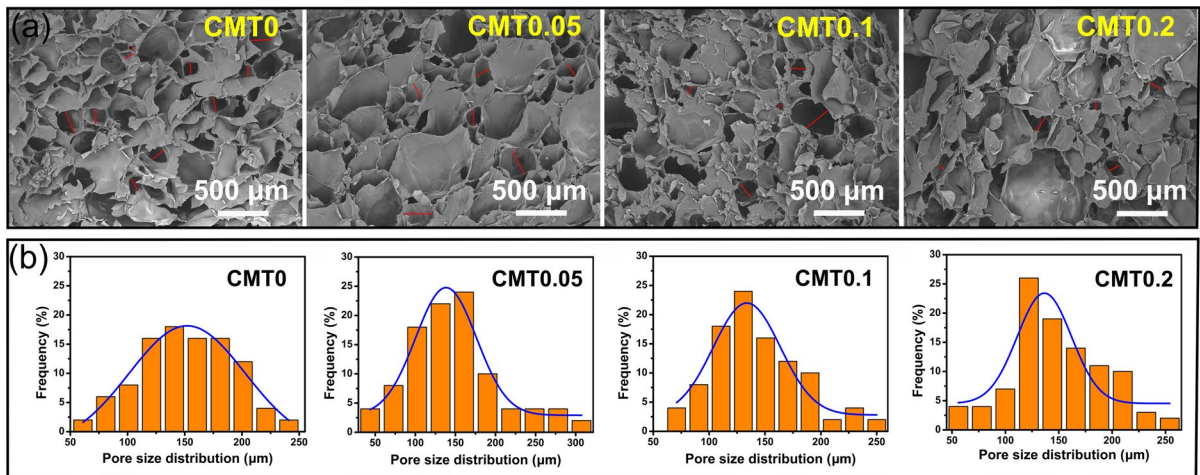 (a)
CMT0
500 µm
CMT0.05
500 µm
CMT0.1
500 µm
CMT0.2
500 µm
(b)
CMT0
Frequency (%)
30
25
20
15
10
5
0
50 100 150 200 250
Pore size distribution (µm)
CMT0.05
Frequency (%)
30
25
20
15
10
5
0
50 100 150 200 250 300
Pore size distribution (µm)
CMT0.1
Frequency (%)
30
25
20
15
10
5
0
50 100 150 200 250
Pore size distribution (µm)
CMT0.2
Frequency (%)
30
25
20
15
10
5
0
50 100 150 200 250
Pore size distribution (µm)